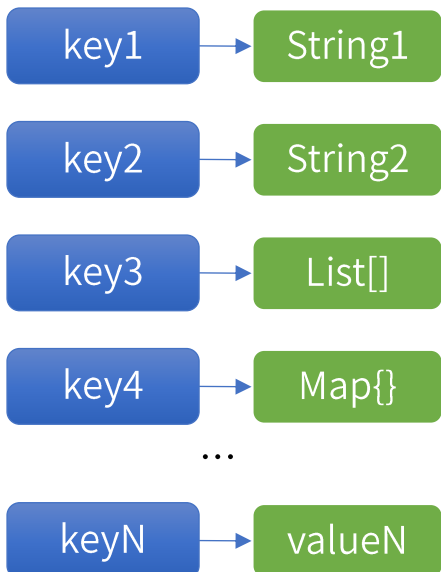 key1 String1
key2 String2
key3 List[]
key4 Map{}
...
keyN valueN